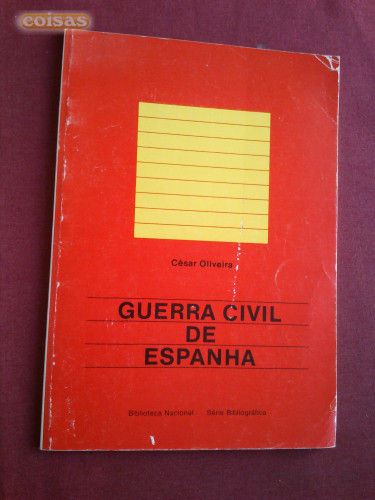 coisas
César Oliveira
GUERRA CIVIL
DE
ESPANHA
Biblioteca Nacional Série Bibliográfica